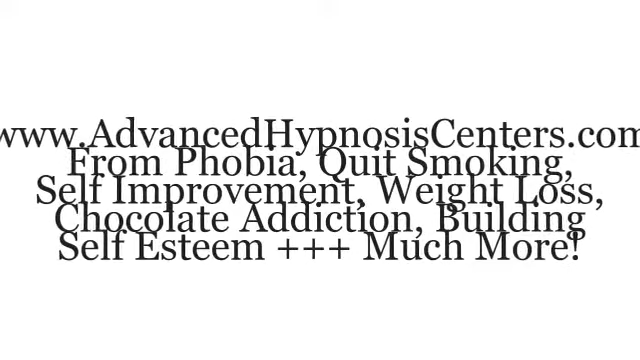 www.AdvancedHypnosisCenters.com
From Phobia, Quit Smoking,
Self Improvement, Weight Loss,
Chocolate Addiction, Building
Self Esteem +++ Much More!